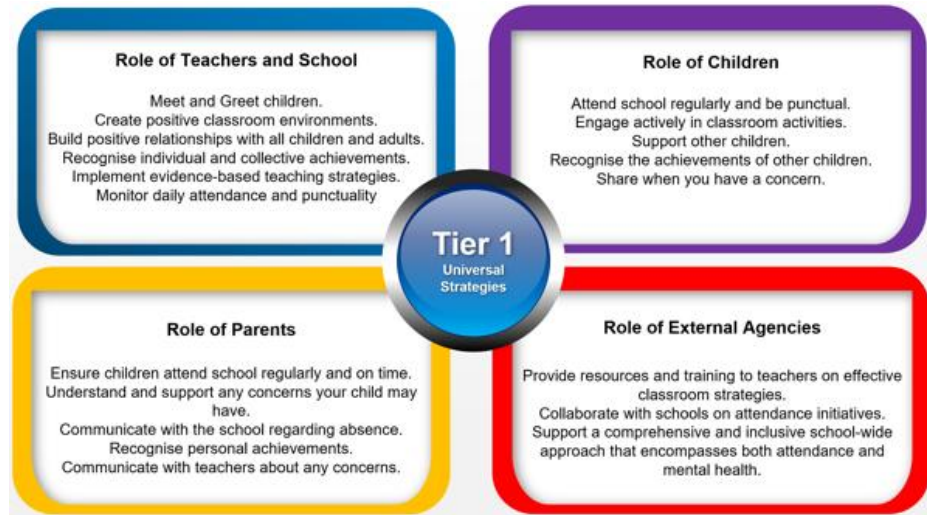 Role of Teachers and School
Meet and Greet children.
Create positive classroom environments.
Build positive relationships with all children and adults.
Recognise individual and collective achievements.
Implement evidence-based teaching strategies.
Monitor daily attendance and punctuality
Role of Children
Attend school regularly and be punctual.
Engage actively in classroom activities.
Support other children.
Recognise the achievements of other children.
Share when you have a concern.
Tier 1
Universal
Strategies
Role of Parents
Ensure children attend school regularly and on time.
Understand and support any concerns your child may
have.
Communicate with the school regarding absence.
Recognise personal achievements.
Communicate with teachers about any concerns.
Role of External Agencies
Provide resources and training to teachers on effective
classroom strategies.
Collaborate with schools on attendance initiatives.
Support a comprehensive and inclusive school-wide
approach that encompasses both attendance and
mental health.